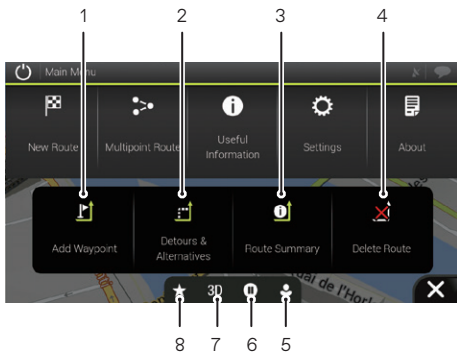 1 2 3 4
Main Menu
New Route
Multipoint Route
Useful
Information
Settings
About
Add Waypoint
Detours &
Alternatives
Route Summary
Delete Route
3D
8 7 6 5